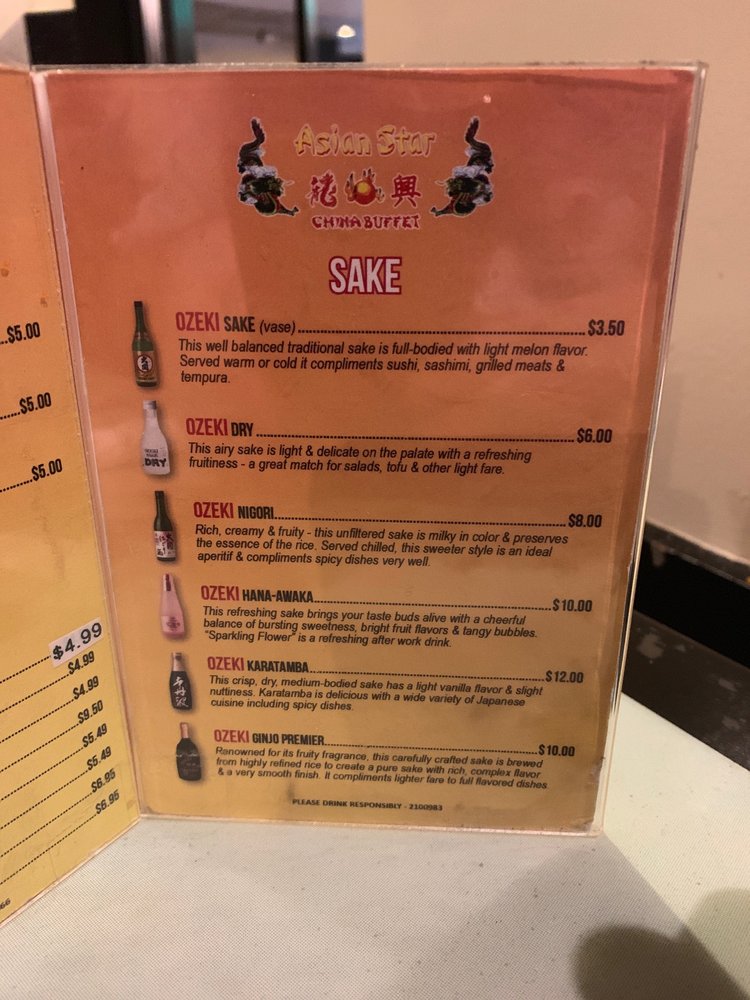 Asian Star
龍 興
CHINA BUFFET
SAKE
OZEKI SAKE (vase)........$3.50
This well balanced traditional sake is full-bodied with light melon flavor.
Served warm or cold it compliments sushi, sashimi, grilled meats &
tempura.
OZEKI DRY........$6.00
This airy sake is light & delicate on the palate with a refreshing
fruitiness - a great match for salads, tofu & other light fare.
OZEKI NIGORI........$8.00
Rich, creamy & fruity - this unfiltered sake is milky in color & preserves
the essence of the rice. Served chilled, this sweeter style is an ideal
aperitif & compliments spicy dishes very well.
OZEKI HANA-AWAKA........$10.00
This refreshing sake brings your taste buds alive with a cheerful
balance of bursting sweetness, bright fruit flavors & tangy bubbles.
"Sparkling Flower" is a refreshing after work drink.
OZEKI KARATAMBA........$12.00
This crisp, dry, medium-bodied sake has a light vanilla flavor & slight
nuttiness. Karatamba is delicious with a wide variety of Japanese
cuisine including spicy dishes.
OZEKI GINJO PREMIER........$10.00
Renowned for its fruity fragrance, this carefully crafted sake is brewed
from highly refined rice to create a pure sake with rich, complex flavor
& a very smooth finish. It compliments lighter fare to full flavored dishes
PLEASE DRINK RESPONSIBLY - 2100983
DRY
...$5.00
...$5.00
...$5.00
$4.99
$4.99
$4.99
$9.50
$5.49
$5.49
$6.95
$6.95
66